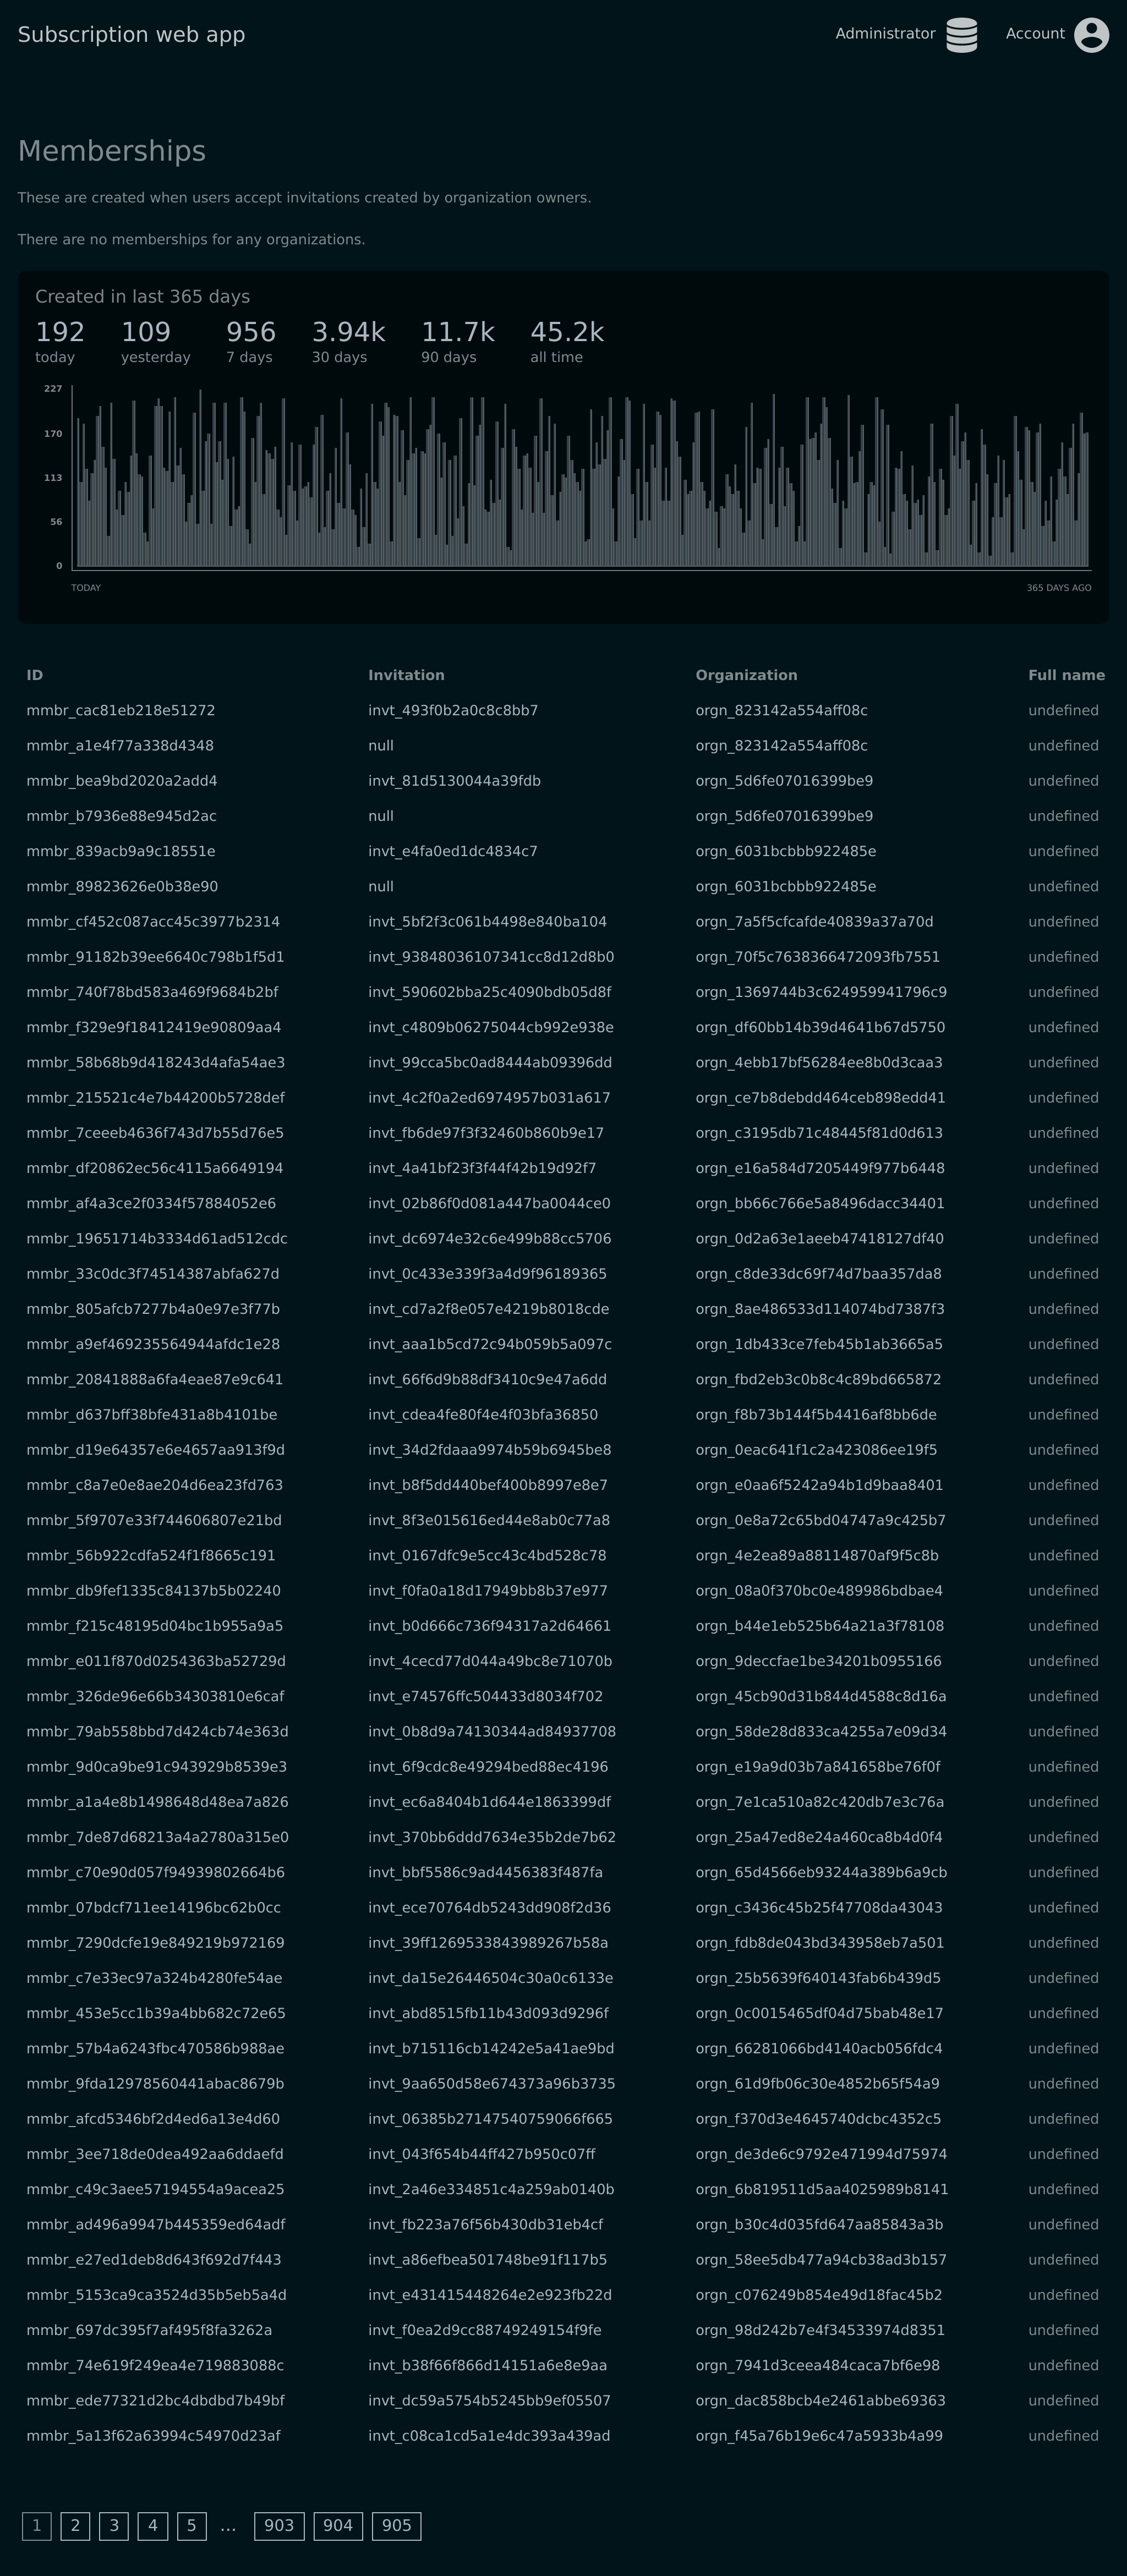 Subscription web app Administrator Account
Memberships
These are created when users accept invitations created by organization owners.
There are no memberships for any organizations.
Created in last 365 days
192 109 956 3.94k 11.7k 45.2k
today yesterday 7 days 30 days 90 days all time
227
170
113
56
0
TODAY 365 DAYS AGO
ID Invitation Organization Full name
mmbr_cac81eb218e51272 invt_493f0b2a0c8c8bb7 orgn_823142a554aff08c undefined
mmbr_a1e4f77a338d4348 null orgn_823142a554aff08c undefined
mmbr_bea9bd2020a2add4 invt_81d5130044a39fdb orgn_5d6fe07016399be9 undefined
mmbr_b7936e88e945d2ac null orgn_5d6fe07016399be9 undefined
mmbr_839acb9a9c18551e invt_e4fa0ed1dc4834c7 orgn_6031bcbbb922485e undefined
mmbr_89823626e0b38e90 null orgn_6031bcbbb922485e undefined
mmbr_cf452c087acc45c3977b2314 invt_5bf2f3c061b4498e840ba104 orgn_7a5f5cfcafde40839a37a70d undefined
mmbr_91182b39ee6640c798b1f5d1 invt_93848036107341cc8d12d8b0 orgn_70f5c7638366472093fb7551 undefined
mmbr_740f78bd583a469f9684b2bf invt_590602bba25c4090bdb05d8f orgn_1369744b3c624959941796c9 undefined
mmbr_f329e9f18412419e90809aa4 invt_c4809b06275044cb992e938e orgn_df60bb14b39d4641b67d5750 undefined
mmbr_58b68b9d418243d4afa54ae3 invt_99cca5bc0ad8444ab09396dd orgn_4ebb17bf56284ee8b0d3caa3 undefined
mmbr_215521c4e7b44200b5728def invt_4c2f0a2ed6974957b031a617 orgn_ce7b8debdd464ceb898edd41 undefined
mmbr_7ceeeb4636f743d7b55d76e5 invt_fb6de97f3f32460b860b9e17 orgn_c3195db71c48445f81d0d613 undefined
mmbr_df20862ec56c4115a6649194 invt_4a41bf23f3f44f42b19d92f7 orgn_e16a584d7205449f977b6448 undefined
mmbr_af4a3ce2f0334f57884052e6 invt_02b86f0d081a447ba0044ce0 orgn_bb66c766e5a8496dacc34401 undefined
mmbr_19651714b3334d61ad512cdc invt_dc6974e32c6e499b88cc5706 orgn_0d2a63e1aeeb47418127df40 undefined
mmbr_33c0dc3f74514387abfa627d invt_0c433e339f3a4d9f96189365 orgn_c8de33dc69f74d7baa357da8 undefined
mmbr_805afcb7277b4a0e97e3f77b invt_cd7a2f8e057e4219b8018cde orgn_8ae486533d114074bd7387f3 undefined
mmbr_a9ef469235564944afdc1e28 invt_aaa1b5cd72c94b059b5a097c orgn_1db433ce7feb45b1ab3665a5 undefined
mmbr_20841888a6fa4eae87e9c641 invt_66f6d9b88df3410c9e47a6dd orgn_fbd2eb3c0b8c4c89bd665872 undefined
mmbr_d637bff38bfe431a8b4101be invt_cdea4fe80f4e4f03bfa36850 orgn_f8b73b144f5b4416af8bb6de undefined
mmbr_d19e64357e6e4657aa913f9d invt_34d2fdaaa9974b59b6945be8 orgn_0eac641f1c2a423086ee19f5 undefined
mmbr_c8a7e0e8ae204d6ea23fd763 invt_b8f5dd440bef400b8997e8e7 orgn_e0aa6f5242a94b1d9baa8401 undefined
mmbr_5f9707e33f744606807e21bd invt_8f3e015616ed44e8ab0c77a8 orgn_0e8a72c65bd04747a9c425b7 undefined
mmbr_56b922cdfa524f1f8665c191 invt_0167dfc9e5cc43c4bd528c78 orgn_4e2ea89a88114870af9f5c8b undefined
mmbr_db9fef1335c84137b5b02240 invt_f0fa0a18d17949bb8b37e977 orgn_08a0f370bc0e489986bdbae4 undefined
mmbr_f215c48195d04bc1b955a9a5 invt_b0d666c736f94317a2d64661 orgn_b44e1eb525b64a21a3f78108 undefined
mmbr_e011f870d0254363ba52729d invt_4cecd77d044a49bc8e71070b orgn_9deccfae1be34201b0955166 undefined
mmbr_326de96e66b34303810e6caf invt_e74576ffc504433d8034f702 orgn_45cb90d31b844d4588c8d16a undefined
mmbr_79ab558bbd7d424cb74e363d invt_0b8d9a74130344ad84937708 orgn_58de28d833ca4255a7e09d34 undefined
mmbr_9d0ca9be91c943929b8539e3 invt_6f9cdc8e49294bed88ec4196 orgn_e19a9d03b7a841658be76f0f undefined
mmbr_a1a4e8b1498648d48ea7a826 invt_ec6a8404b1d644e1863399df orgn_7e1ca510a82c420db7e3c76a undefined
mmbr_7de87d68213a4a2780a315e0 invt_370bb6ddd7634e35b2de7b62 orgn_25a47ed8e24a460ca8b4d0f4 undefined
mmbr_c70e90d057f94939802664b6 invt_bbf5586c9ad4456383f487fa orgn_65d4566eb93244a389b6a9cb undefined
mmbr_07bdcf711ee14196bc62b0cc invt_ece70764db5243dd908f2d36 orgn_c3436c45b25f47708da43043 undefined
mmbr_7290dcfe19e849219b972169 invt_39ff1269533843989267b58a orgn_fdb8de043bd343958eb7a501 undefined
mmbr_c7e33ec97a324b4280fe54ae invt_da15e26446504c30a0c6133e orgn_25b5639f640143fab6b439d5 undefined
mmbr_453e5cc1b39a4bb682c72e65 invt_abd8515fb11b43d093d9296f orgn_0c0015465df04d75bab48e17 undefined
mmbr_57b4a6243fbc470586b988ae invt_b715116cb14242e5a41ae9bd orgn_66281066bd4140acb056fdc4 undefined
mmbr_9fda12978560441abac8679b invt_9aa650d58e674373a96b3735 orgn_61d9fb06c30e4852b65f54a9 undefined
mmbr_afcd5346bf2d4ed6a13e4d60 invt_06385b27147540759066f665 orgn_f370d3e4645740dcbc4352c5 undefined
mmbr_3ee718de0dea492aa6ddaefd invt_043f654b44ff427b950c07ff orgn_de3de6c9792e471994d75974 undefined
mmbr_c49c3aee57194554a9acea25 invt_2a46e334851c4a259ab0140b orgn_6b819511d5aa4025989b8141 undefined
mmbr_ad496a9947b445359ed64adf invt_fb223a76f56b430db31eb4cf orgn_b30c4d035fd647aa85843a3b undefined
mmbr_e27ed1deb8d643f692d7f443 invt_a86efbea501748be91f117b5 orgn_58ee5db477a94cb38ad3b157 undefined
mmbr_5153ca9ca3524d35b5eb5a4d invt_e431415448264e2e923fb22d orgn_c076249b854e49d18fac45b2 undefined
mmbr_697dc395f7af495f8fa3262a invt_f0ea2d9cc88749249154f9fe orgn_98d242b7e4f34533974d8351 undefined
mmbr_74e619f249ea4e719883088c invt_b38f66f866d14151a6e8e9aa orgn_7941d3ceea484caca7bf6e98 undefined
mmbr_ede77321d2bc4dbdbd7b49bf invt_dc59a5754b5245bb9ef05507 orgn_dac858bcb4e2461abbe69363 undefined
mmbr_5a13f62a63994c54970d23af invt_c08ca1cd5a1e4dc393a439ad orgn_f45a76b19e6c47a5933b4a99 undefined
1 2 3 4 5 ... 903 904 905